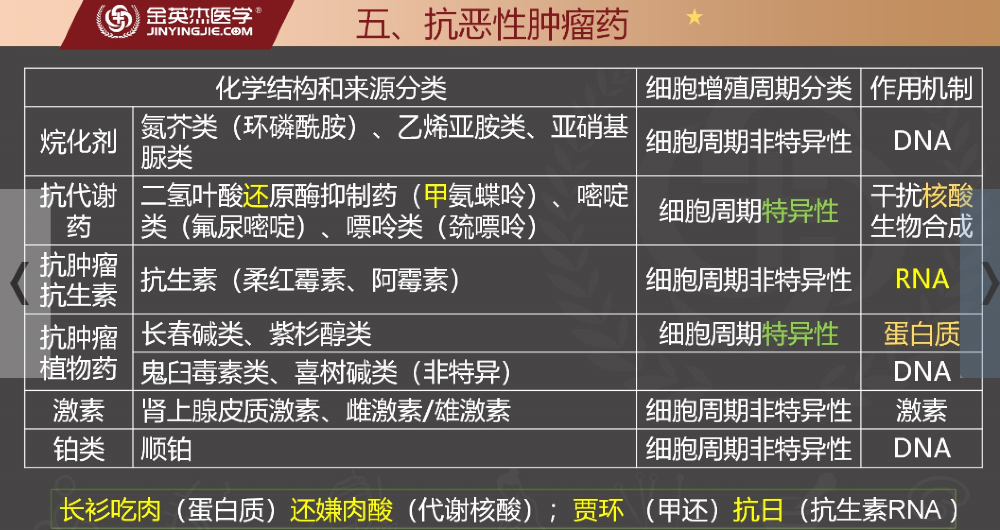 金英杰医学®
JINYINGJIE.COM
五、抗恶性肿瘤药
化学结构和来源分类 细胞增殖周期分类 作用机制
烷化剂 氮芥类（环磷酰胺）、乙烯亚胺类、亚硝基
脲类 细胞周期非特异性 DNA
抗代谢
药 二氢叶酸还原酶抑制药（甲氨蝶呤）、嘧啶
类（氟尿嘧啶）、嘌呤类（巯嘌呤） 细胞周期特异性 干扰核酸
生物合成
抗肿瘤
抗生素 抗生素（柔红霉素、阿霉素） 细胞周期非特异性 RNA
抗肿瘤
植物药 长春碱类、紫杉醇类 细胞周期特异性 蛋白质
鬼臼毒素类、喜树碱类（非特异） DNA
激素 肾上腺皮质激素、雌激素/雄激素 细胞周期非特异性 激素
铂类 顺铂 细胞周期非特异性 DNA
长衫吃肉（蛋白质）还嫌肉酸（代谢核酸）；贾环（甲还）抗日（抗生素RNA）